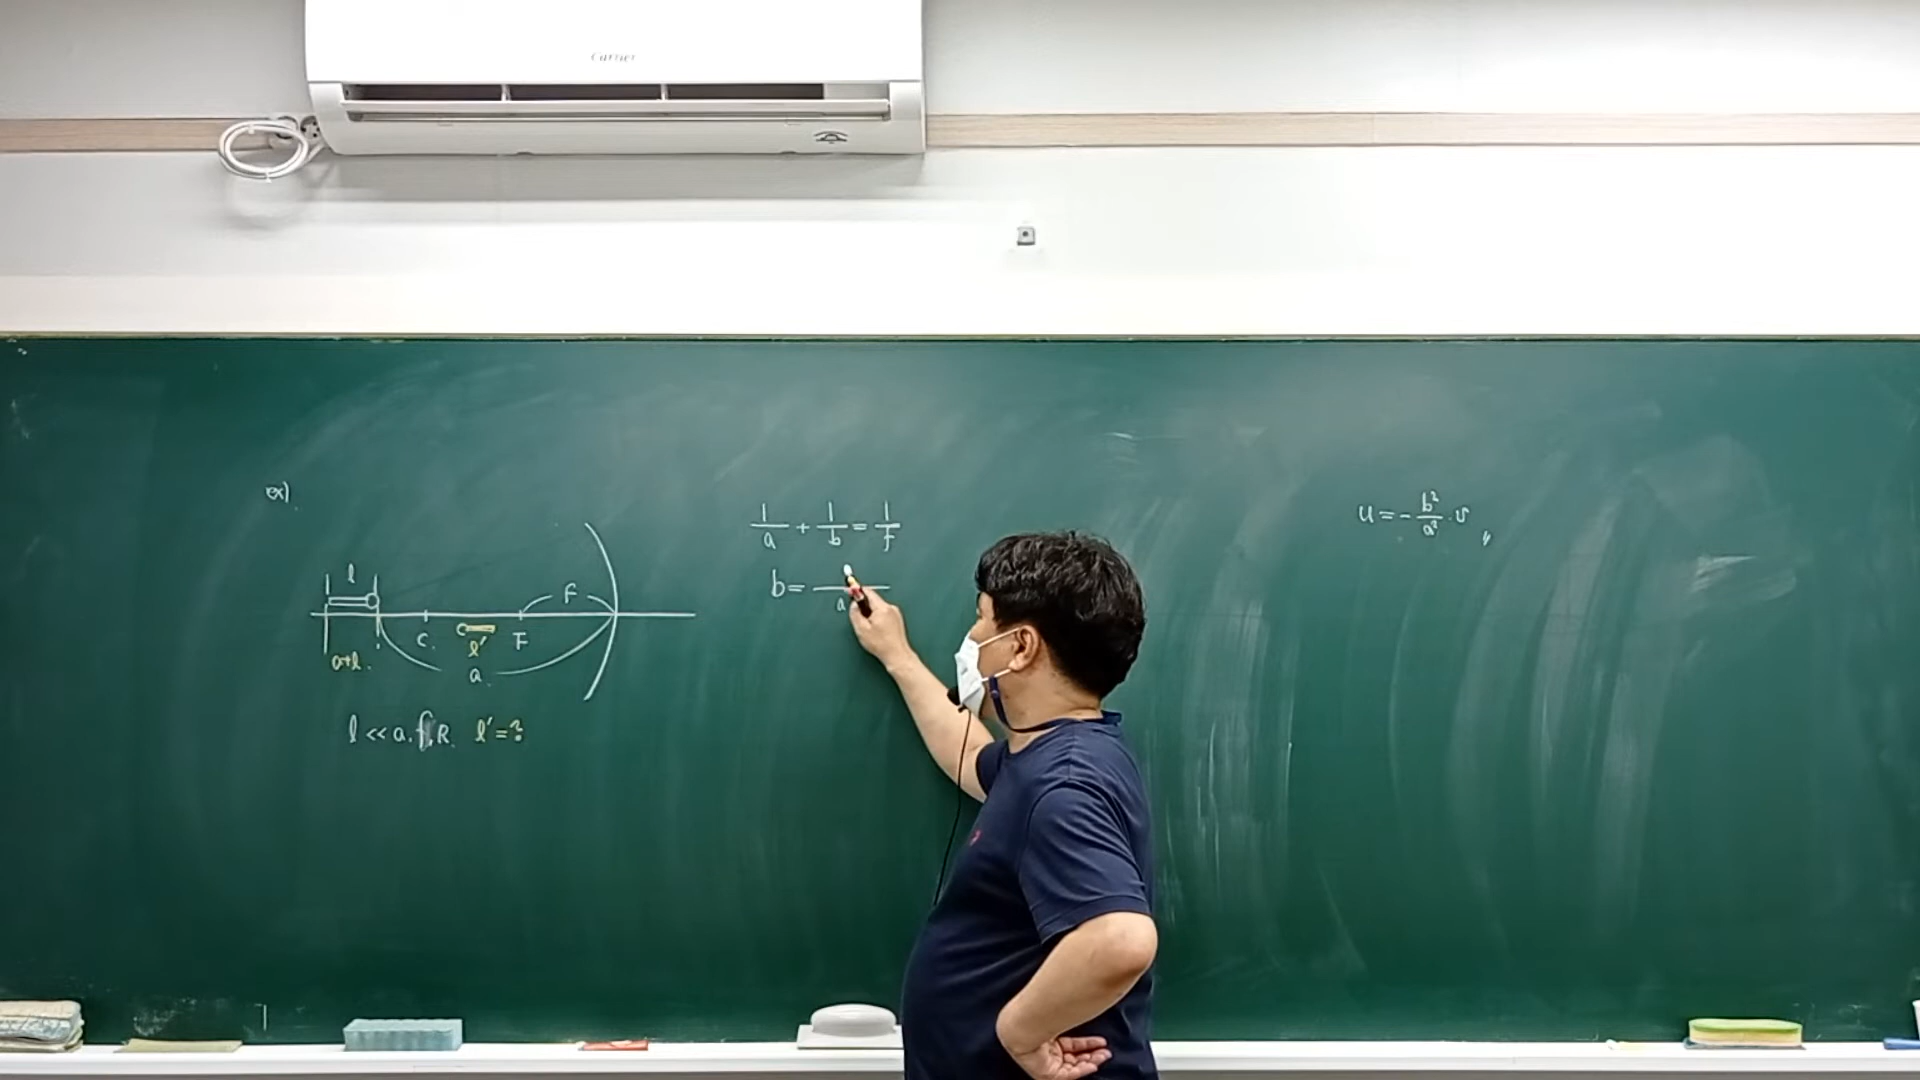 Carrier
ex)
1/a + 1/b = 1/f
u = - b²/a² · v
b = —/a
l
f
C. l' F
a+l.
a.
l << a.f.R. l' = ?